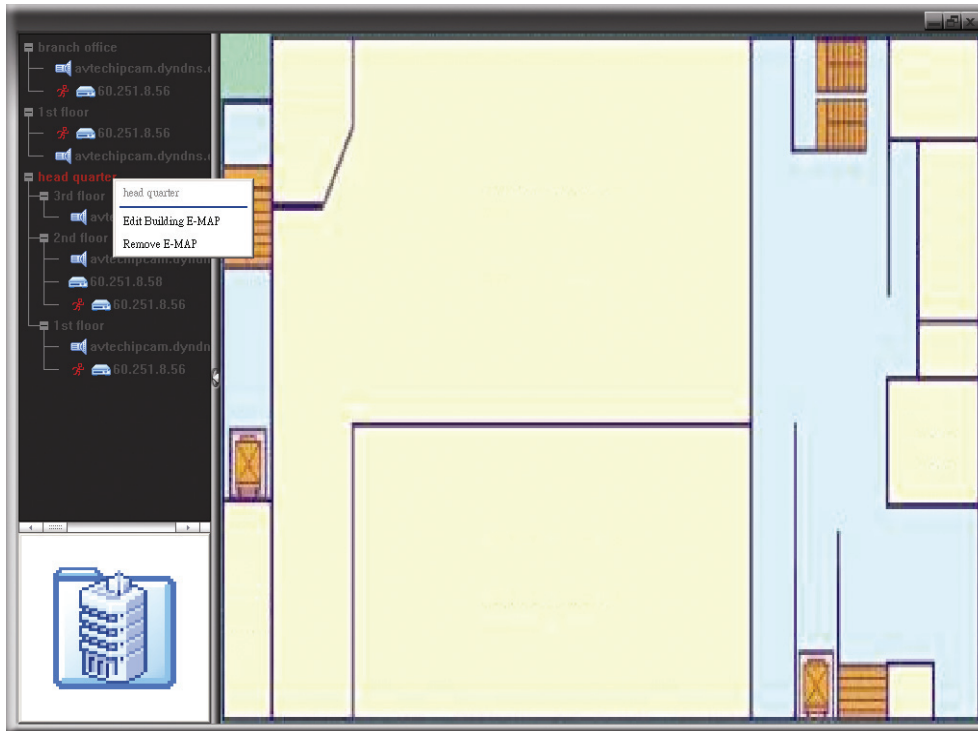 branch office
avtechipcam.dyndns.
60.251.8.56
1st floor
60.251.8.56
avtechipcam.dyndns.
head quarter
3rd floor
avt
2nd floor
avtechipcam.dyndn
60.251.8.58
60.251.8.56
1st floor
avtechipcam.dyndn
60.251.8.56
head quarter
Edit Building E-MAP
Remove E-MAP